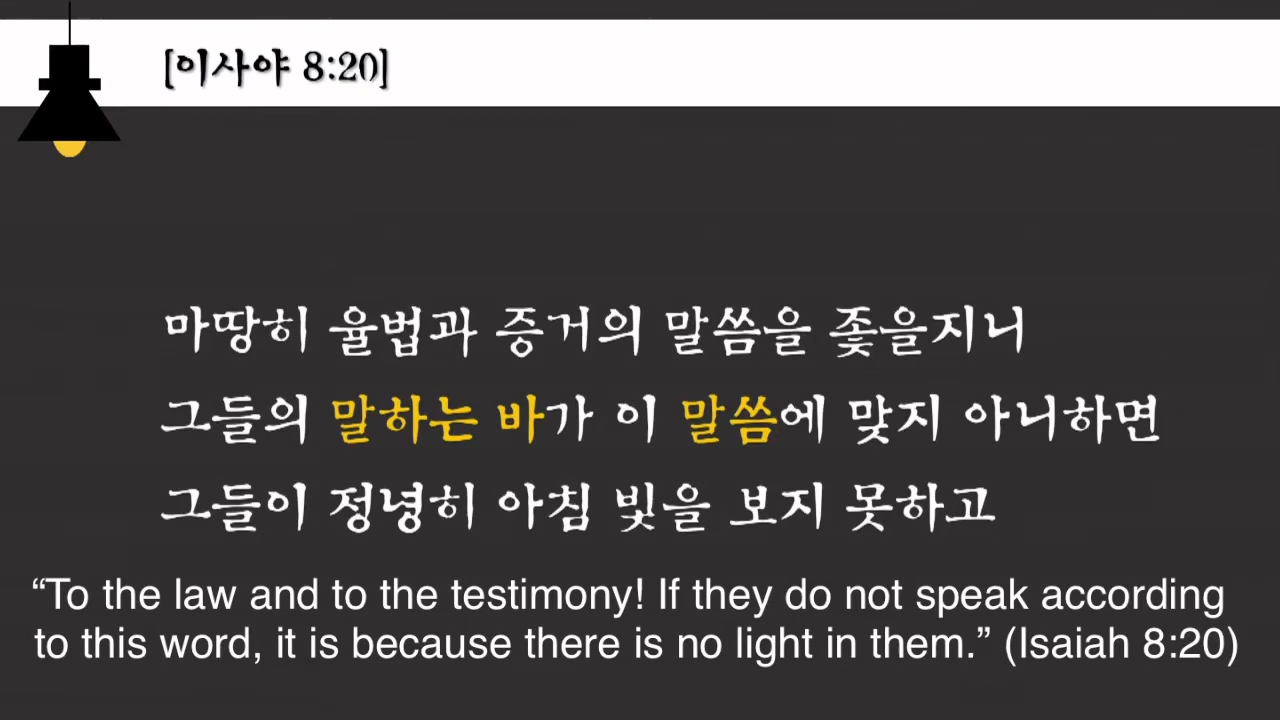 [이사야 8:20]
마땅히 율법과 증거의 말씀을 좇을지니
그들의 말하는 바가 이 말씀에 맞지 아니하면
그들이 정녕히 아침 빛을 보지 못하고
“To the law and to the testimony! If they do not speak according
to this word, it is because there is no light in them.” (Isaiah 8:20)